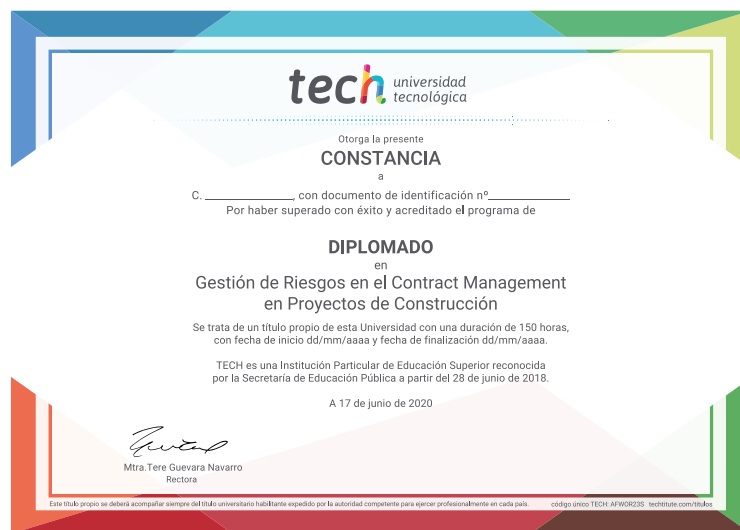 tech universidad
tecnológica
Otorga la presente
CONSTANCIA
a
C. ______________, con documento de identificación nº______________
Por haber superado con éxito y acreditado el programa de
DIPLOMADO
en
Gestión de Riesgos en el Contract Management
en Proyectos de Construcción
Se trata de un título propio de esta Universidad con una duración de 150 horas,
con fecha de inicio dd/mm/aaaa y fecha de finalización dd/mm/aaaa.
TECH es una Institución Particular de Educación Superior reconocida
por la Secretaría de Educación Pública a partir del 28 de junio de 2018.
A 17 de junio de 2020
Mtra.Tere Guevara Navarro
Rectora
Este título propio se deberá acompañar siempre del título universitario habilitante expedido por la autoridad competente para ejercer profesionalmente en cada país. código único TECH: AFWOR23S techtitute.com/titulos